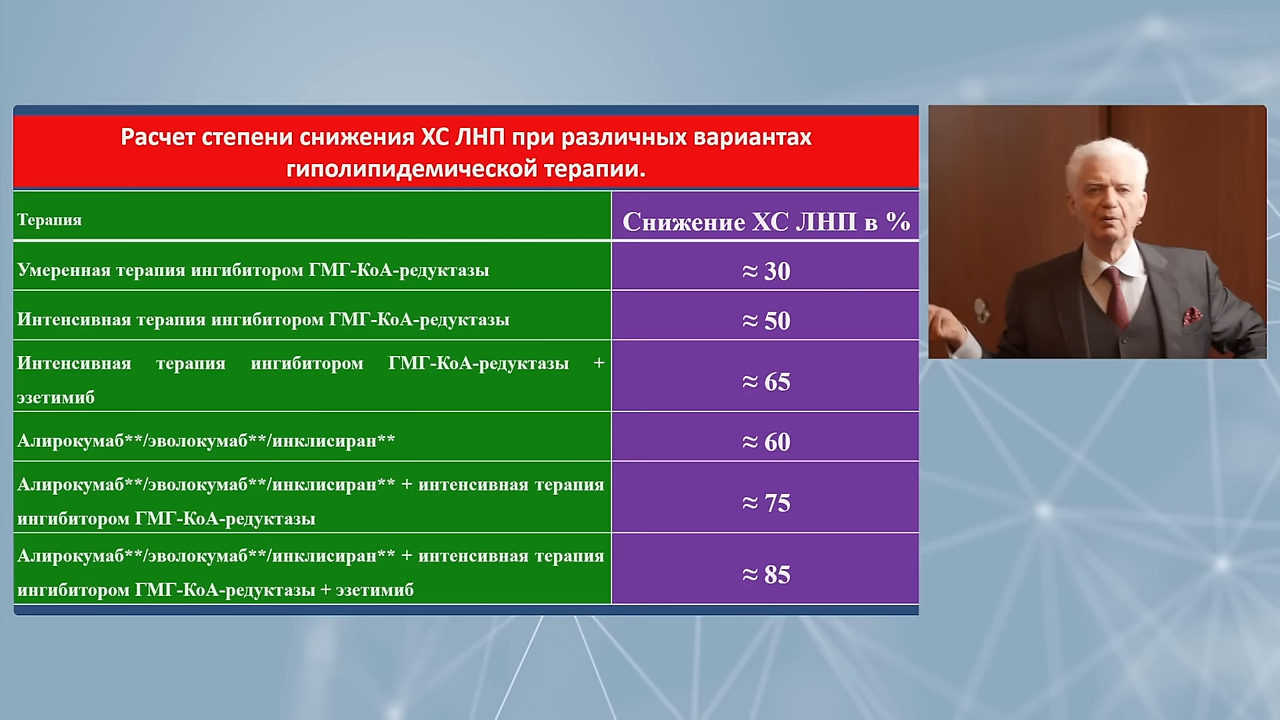 Расчет степени снижения ХС ЛНП при различных вариантах
гиполипидемической терапии.
Терапия
Снижение ХС ЛНП в %
Умеренная терапия ингибитором ГМГ-КоА-редуктазы
≈ 30
Интенсивная терапия ингибитором ГМГ-КоА-редуктазы
≈ 50
Интенсивная терапия ингибитором ГМГ-КоА-редуктазы +
эзетимиб
≈ 65
Алирокумаб**/эволокумаб**/инклисиран**
≈ 60
Алирокумаб**/эволокумаб**/инклисиран** + интенсивная терапия
ингибитором ГМГ-КоА-редуктазы
≈ 75
Алирокумаб**/эволокумаб**/инклисиран** + интенсивная терапия
ингибитором ГМГ-КоА-редуктазы + эзетимиб
≈ 85